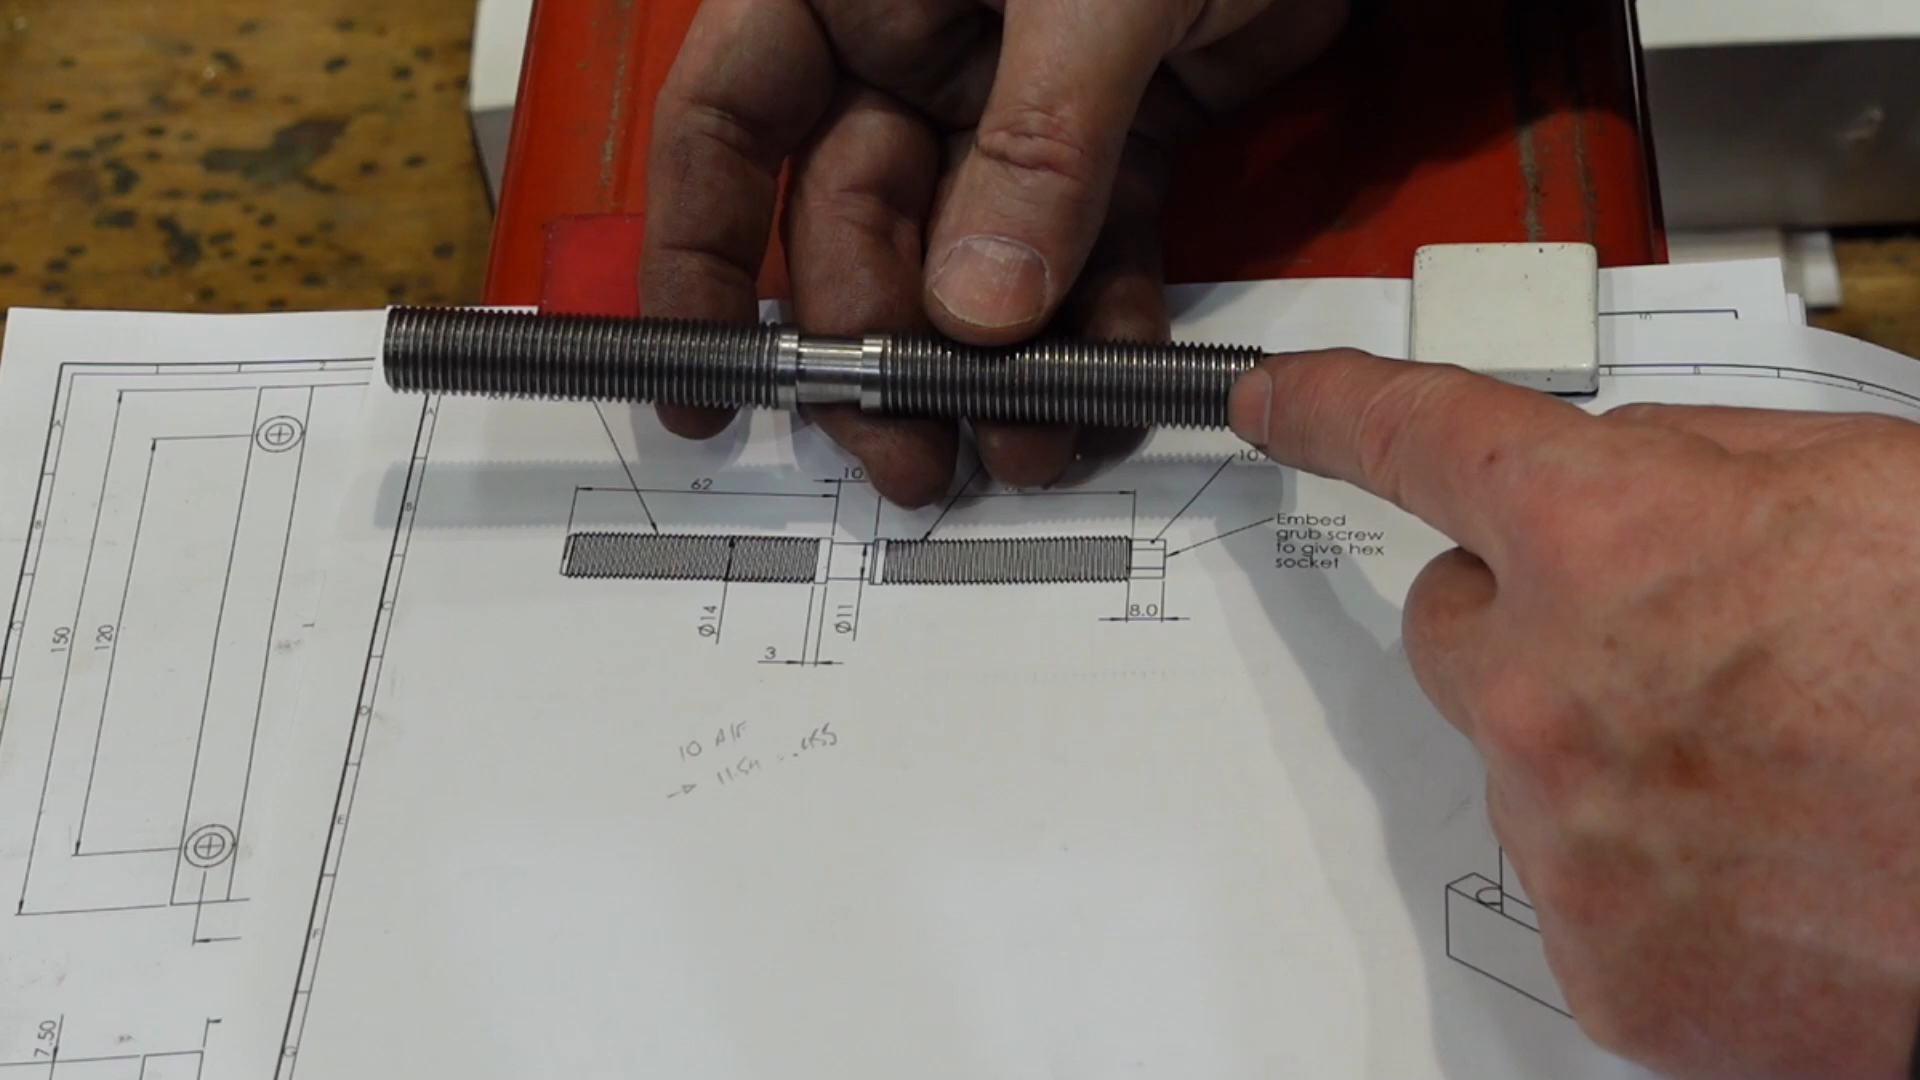 150
120
7.50
62
10
Ø14
Ø11
3
8.0
Embed
grub screw
to give hex
socket
10 A/F